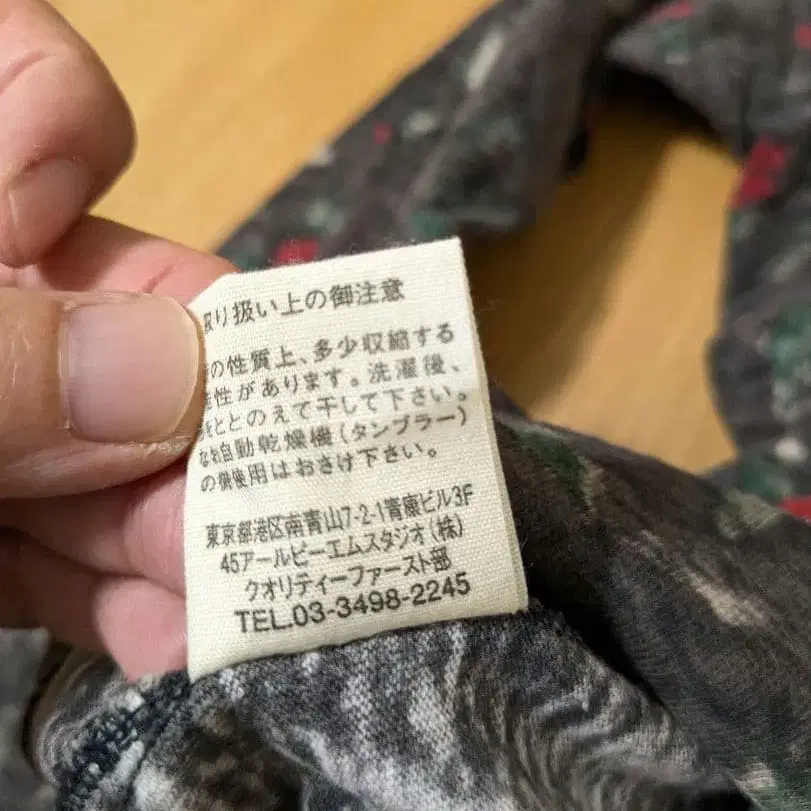 り扱い上の御注意
の性質上、多少収縮する
性があります。洗濯後、
をととのえて干して下さい。
なお自動乾燥機(タンブラー)
の御使用はおさけ下さい。
東京都港区南青山7-2-1青康ビル3F
45アールピーエムスタジオ(株)
クオリティーファースト部
TEL.03-3498-2245